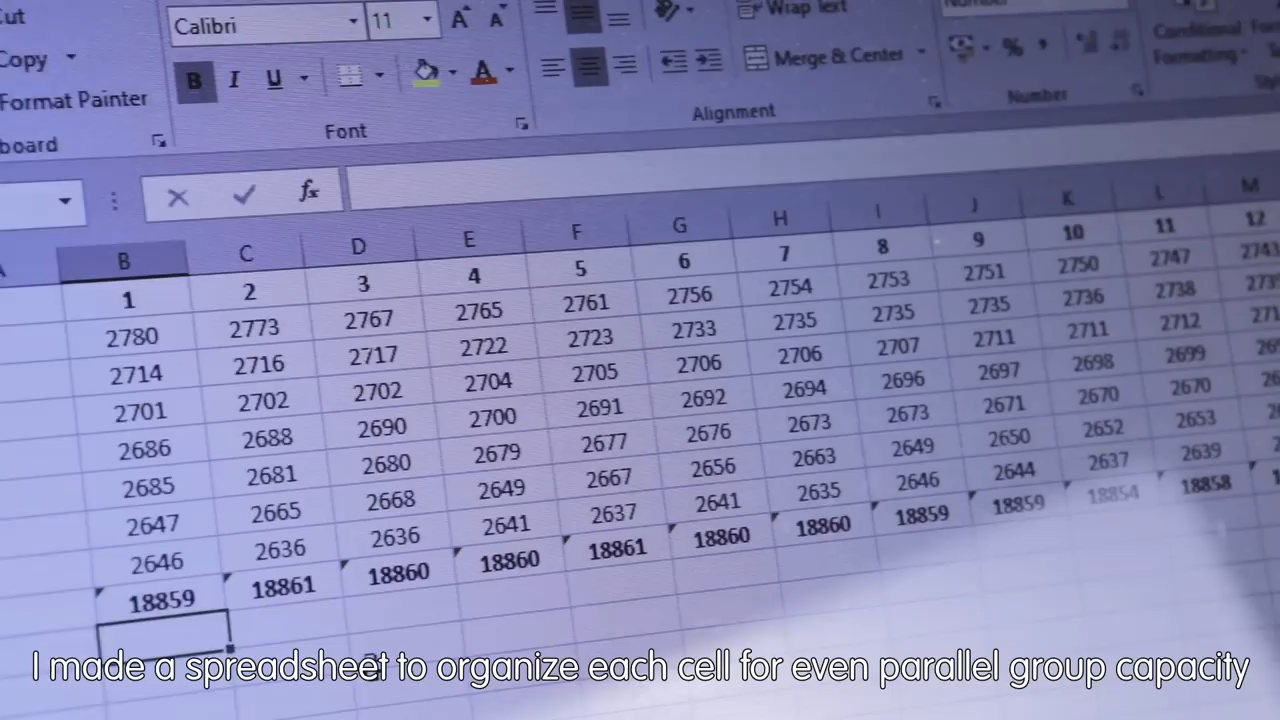 Calibri 11 A A Wrap Text
Copy B I U A Merge & Center % Conditional
Format Painter Formatting
Font Alignment Number
fx
B C D E F G H I J K L M
1 2 3 4 5 6 7 8 9 10 11 12
2780 2773 2767 2765 2761 2756 2754 2753 2751 2750 2747
2714 2716 2717 2722 2723 2733 2735 2735 2735 2736 2738
2701 2702 2702 2704 2705 2706 2706 2707 2711 2711 2712
2686 2688 2690 2700 2691 2692 2694 2696 2697 2698 2699
2685 2681 2680 2679 2677 2676 2673 2673 2671 2670 2670
2647 2665 2668 2649 2667 2656 2663 2649 2650 2652 2653
2646 2636 2636 2641 2637 2641 2635 2646 2644 2637 2639
18859 18861 18860 18860 18861 18860 18860 18859 18859 18854 18858
I made a spreadsheet to organize each cell for even parallel group capacity